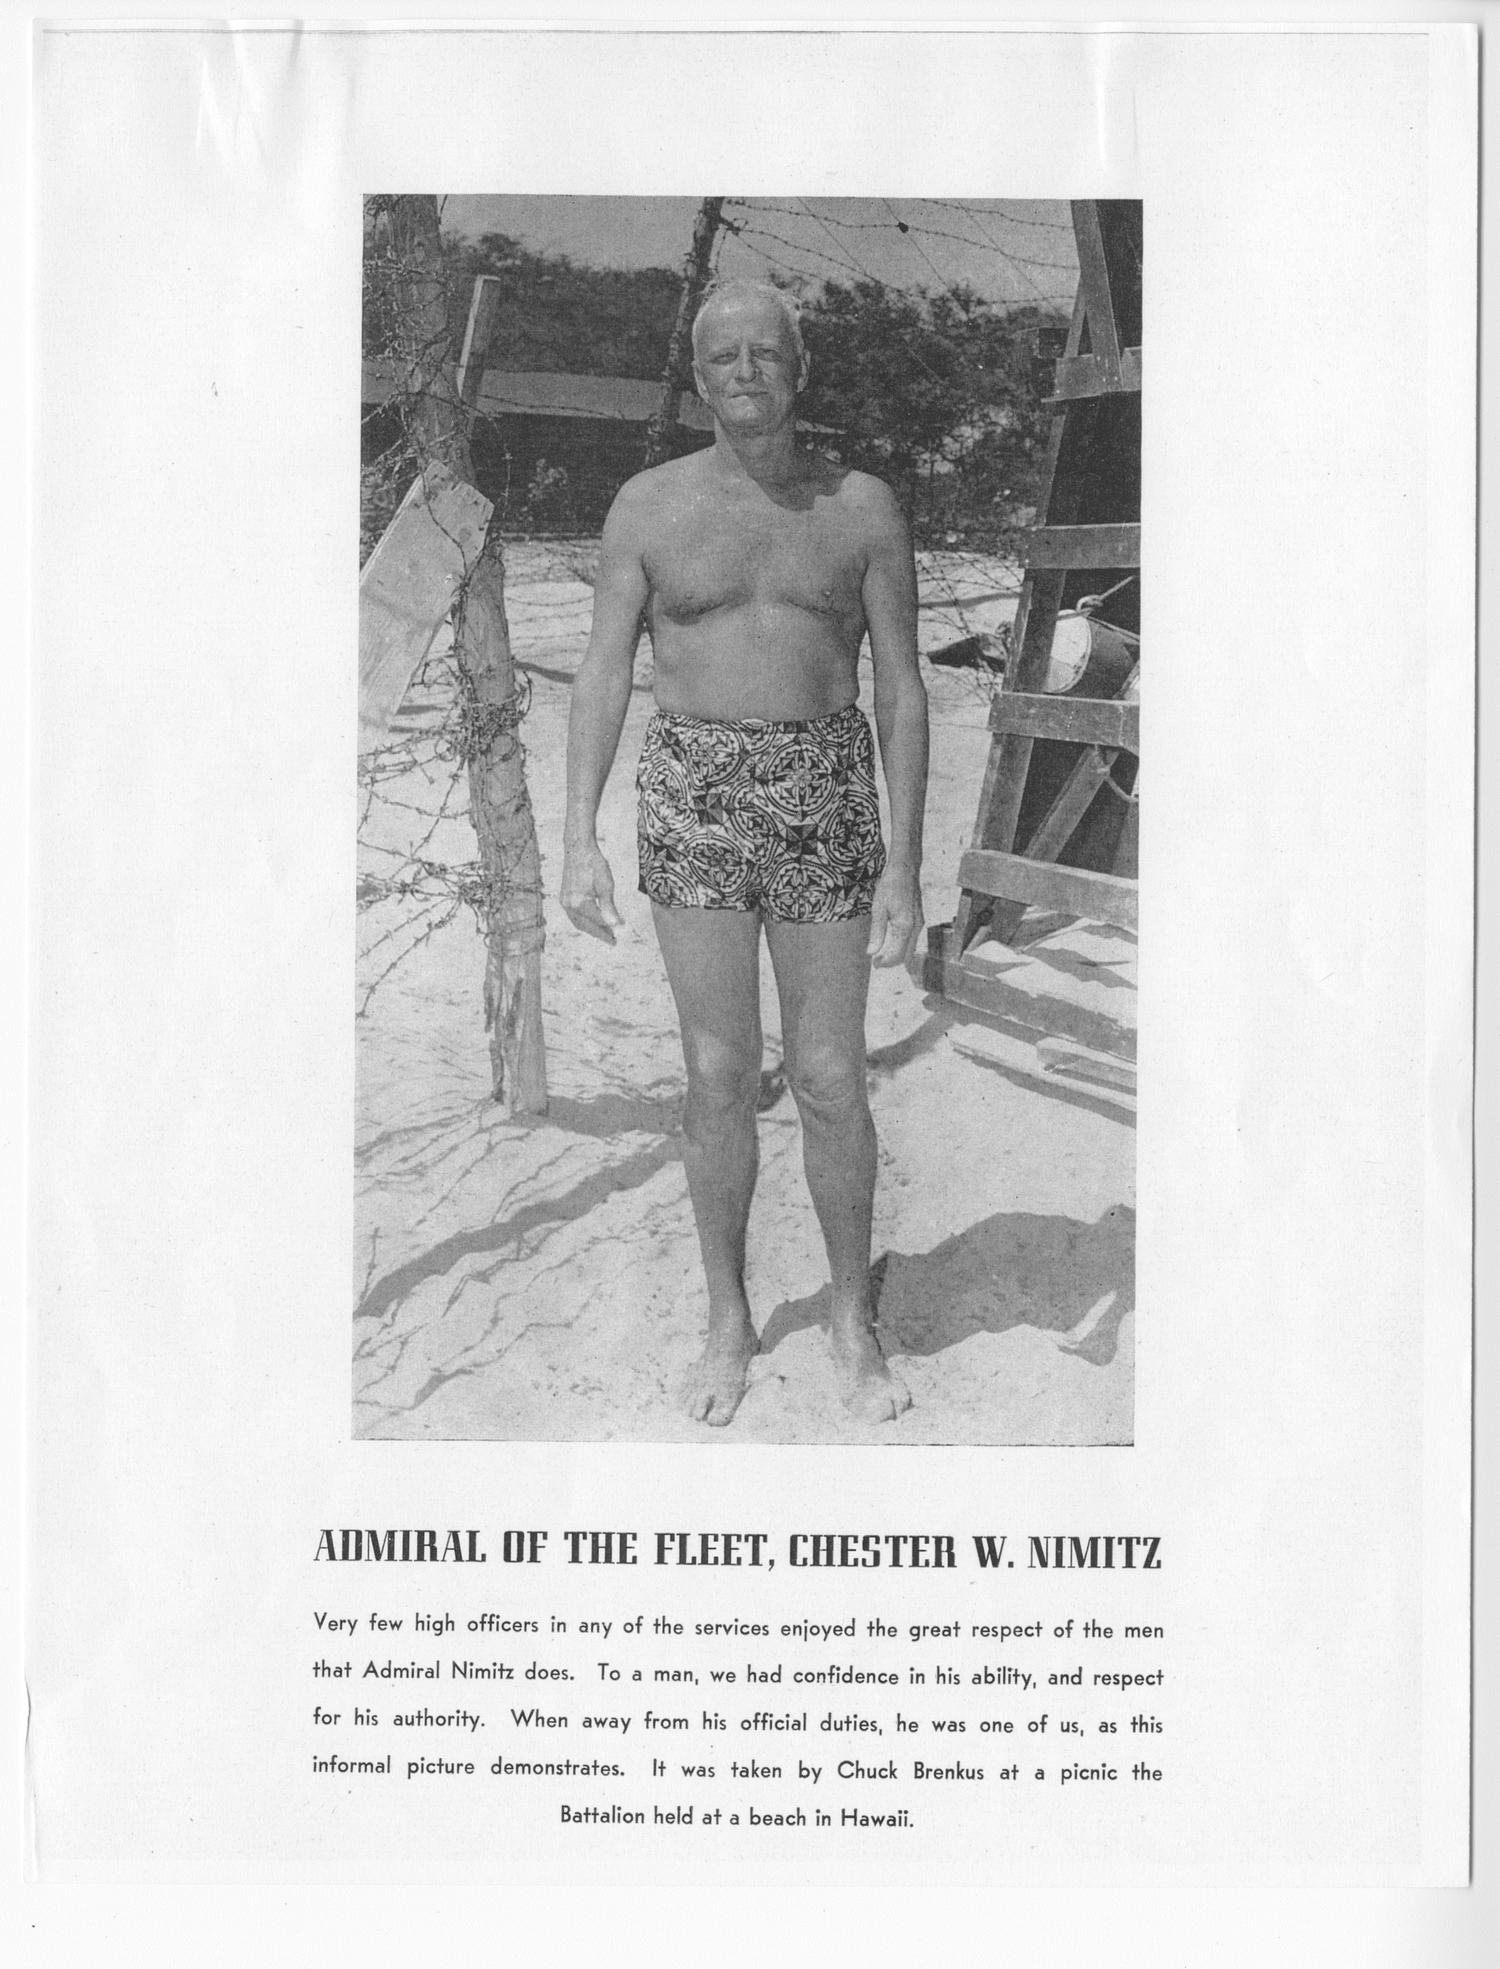 ADMIRAL OF THE FLEET, CHESTER W. NIMITZ
Very few high officers in any of the services enjoyed the great respect of the men
that Admiral Nimitz does. To a man, we had confidence in his ability, and respect
for his authority. When away from his official duties, he was one of us, as this
informal picture demonstrates. It was taken by Chuck Brenkus at a picnic the
Battalion held at a beach in Hawaii.